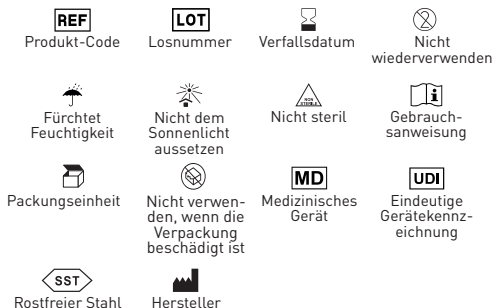 REF
LOT
Produkt-Code
Losnummer
Verfallsdatum
Nicht
wiederverwenden
NON
STERILE
Fürchtet
Feuchtigkeit
Nicht dem
Sonnenlicht
aussetzen
Nicht steril
Gebrauch-
sanweisung
MD
UDI
Packungseinheit
Nicht verwen-
den, wenn die
Verpackung
beschädigt ist
Medizinisches
Gerät
Eindeutige
Gerätekennz-
eichnung
SST
Rostfreier Stahl
Hersteller